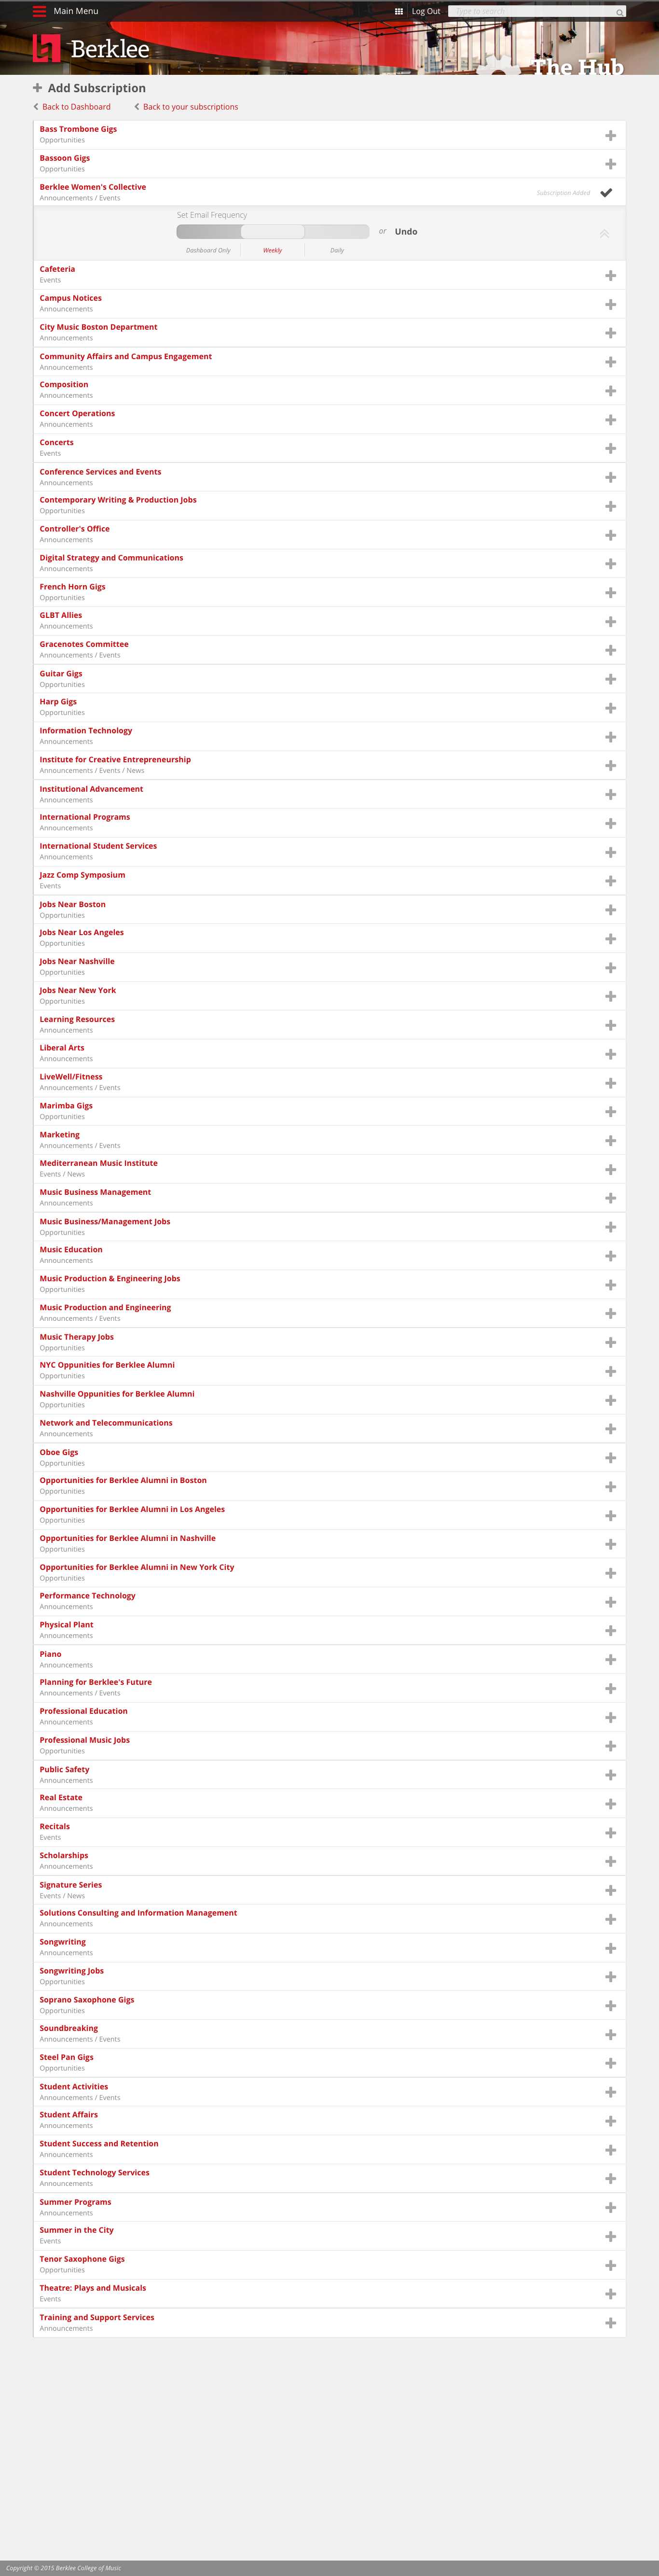 Main Menu
Log Out
Type to search
Berklee
The Hub
Add Subscription
Back to Dashboard
Back to your subscriptions
Bass Trombone Gigs
Opportunities
Bassoon Gigs
Opportunities
Berklee Women's Collective
Announcements / Events
Subscription Added
Set Email Frequency
or Undo
Dashboard Only
Weekly
Daily
Cafeteria
Events
Campus Notices
Announcements
City Music Boston Department
Announcements
Community Affairs and Campus Engagement
Announcements
Composition
Announcements
Concert Operations
Announcements
Concerts
Events
Conference Services and Events
Announcements
Contemporary Writing & Production Jobs
Opportunities
Controller's Office
Announcements
Digital Strategy and Communications
Announcements
French Horn Gigs
Opportunities
GLBT Allies
Announcements
Gracenotes Committee
Announcements / Events
Guitar Gigs
Opportunities
Harp Gigs
Opportunities
Information Technology
Announcements
Institute for Creative Entrepreneurship
Announcements / Events / News
Institutional Advancement
Announcements
International Programs
Announcements
International Student Services
Announcements
Jazz Comp Symposium
Events
Jobs Near Boston
Opportunities
Jobs Near Los Angeles
Opportunities
Jobs Near Nashville
Opportunities
Jobs Near New York
Opportunities
Learning Resources
Announcements
Liberal Arts
Announcements
LiveWell/Fitness
Announcements / Events
Marimba Gigs
Opportunities
Marketing
Announcements / Events
Mediterranean Music Institute
Events / News
Music Business Management
Announcements
Music Business/Management Jobs
Opportunities
Music Education
Announcements
Music Production & Engineering Jobs
Opportunities
Music Production and Engineering
Announcements / Events
Music Therapy Jobs
Opportunities
NYC Oppunities for Berklee Alumni
Opportunities
Nashville Oppunities for Berklee Alumni
Opportunities
Network and Telecommunications
Announcements
Oboe Gigs
Opportunities
Opportunities for Berklee Alumni in Boston
Opportunities
Opportunities for Berklee Alumni in Los Angeles
Opportunities
Opportunities for Berklee Alumni in Nashville
Opportunities
Opportunities for Berklee Alumni in New York City
Opportunities
Performance Technology
Announcements
Physical Plant
Announcements
Piano
Announcements
Planning for Berklee's Future
Announcements / Events
Professional Education
Announcements
Professional Music Jobs
Opportunities
Public Safety
Announcements
Real Estate
Announcements
Recitals
Events
Scholarships
Announcements
Signature Series
Events / News
Solutions Consulting and Information Management
Announcements
Songwriting
Announcements
Songwriting Jobs
Opportunities
Soprano Saxophone Gigs
Opportunities
Soundbreaking
Announcements / Events
Steel Pan Gigs
Opportunities
Student Activities
Announcements / Events
Student Affairs
Announcements
Student Success and Retention
Announcements
Student Technology Services
Announcements
Summer Programs
Announcements
Summer in the City
Events
Tenor Saxophone Gigs
Opportunities
Theatre: Plays and Musicals
Events
Training and Support Services
Announcements
Copyright © 2015 Berklee College of Music.